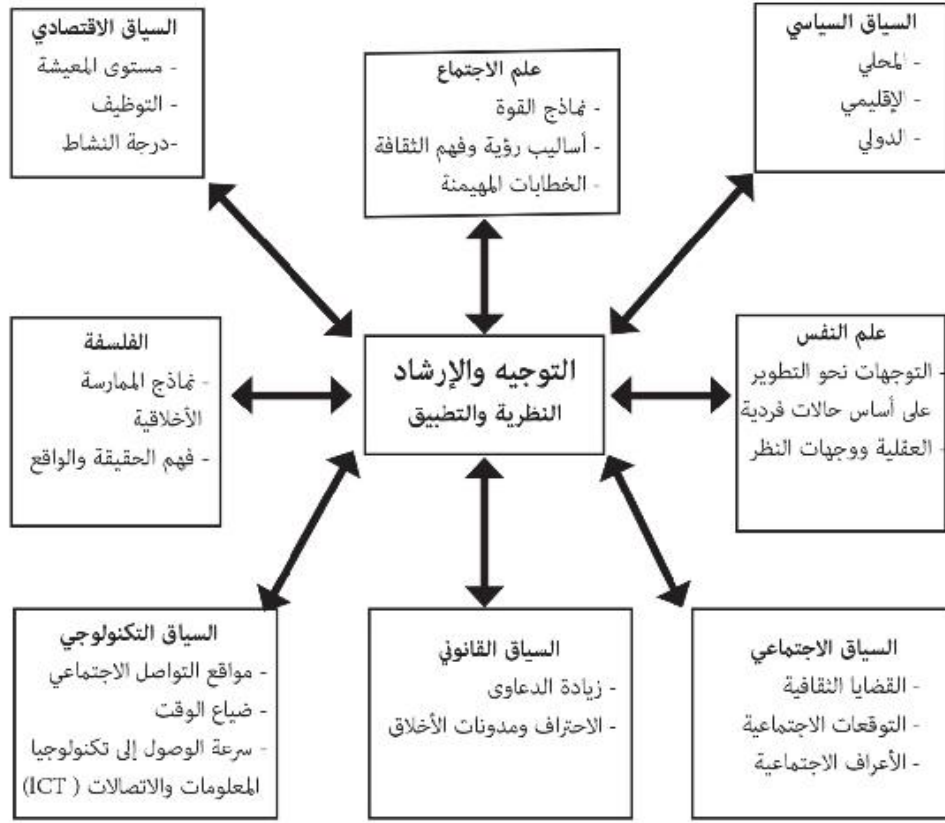 السياق السياسي
- المحلي
- الإقليمي
- الدولي
علم الاجتماع
- نماذج القوة
- أساليب رؤية وفهم الثقافة
- الخطابات المهيمنة
السياق الاقتصادي
- مستوى المعيشة
- التوظيف
-درجة النشاط
علم النفس
- التوجهات نحو التطوير
على أساس حالات فردية
- العقلية ووجهات النظر
التوجيه والإرشاد
النظرية والتطبيق
الفلسفة
- نماذج الممارسة
الأخلاقية
- فهم الحقيقة والواقع
السياق الاجتماعي
- القضايا الثقافية
- التوقعات الاجتماعية
- الأعراف الاجتماعية
السياق القانوني
- زيادة الدعاوى
- الاحتراف ومدونات الأخلاق
السياق التكنولوجي
- مواقع التواصل الاجتماعي
- ضياع الوقت
- سرعة الوصول إلى تكنولوجيا
المعلومات والاتصالات ( ICT)